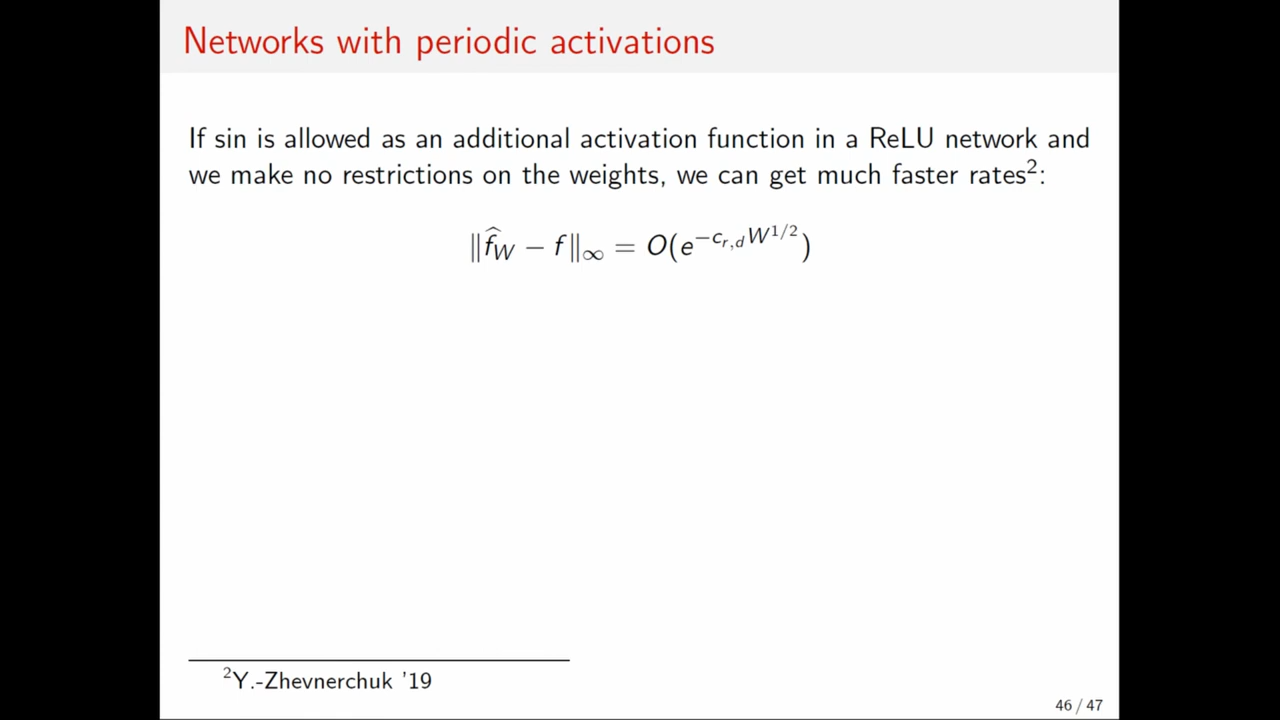 Networks with periodic activations
If sin is allowed as an additional activation function in a ReLU network and
we make no restrictions on the weights, we can get much faster rates²:
$\|\widehat{f}_W - f\|_\infty = O(e^{-c_{r,d} W^{1/2}})$
²Y.-Zhevnerchuk '19
46 / 47